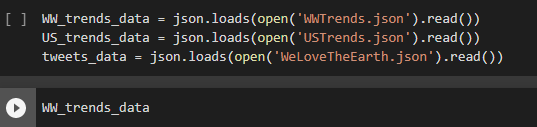 [ ] WW_trends_data = json.loads(open('WWTrends.json').read())
US_trends_data = json.loads(open('USTrends.json').read())
tweets_data = json.loads(open('WeLoveTheEarth.json').read())
WW_trends_data